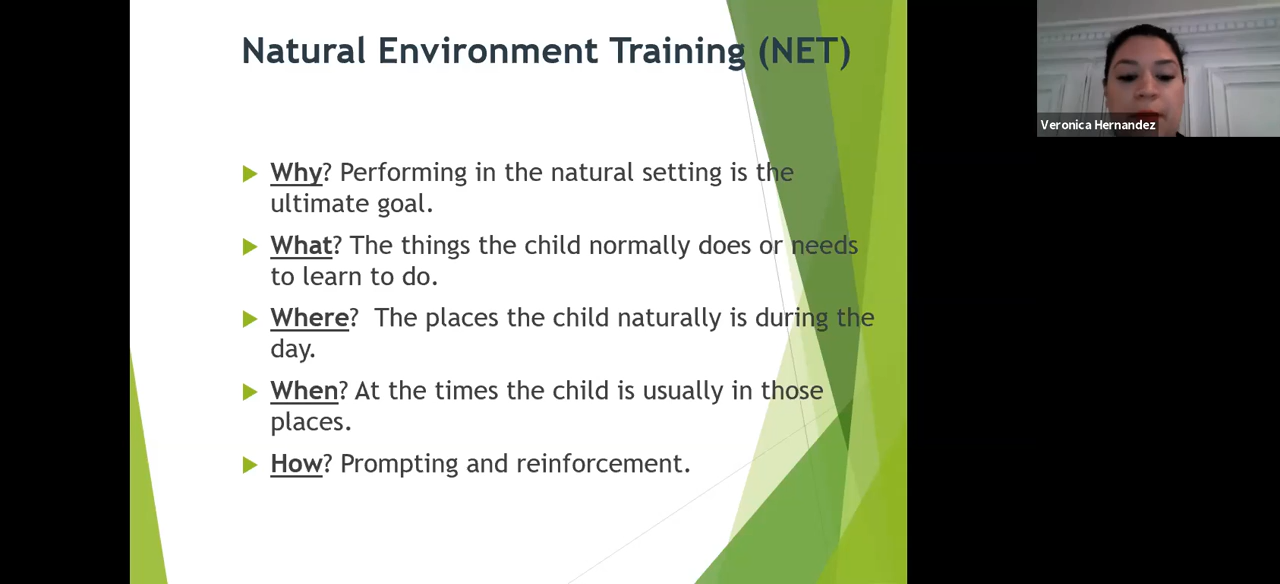 Natural Environment Training (NET)
Why? Performing in the natural setting is the
ultimate goal.
What? The things the child normally does or needs
to learn to do.
Where?  The places the child naturally is during the
day.
When? At the times the child is usually in those
places.
How? Prompting and reinforcement.
Veronica Hernandez